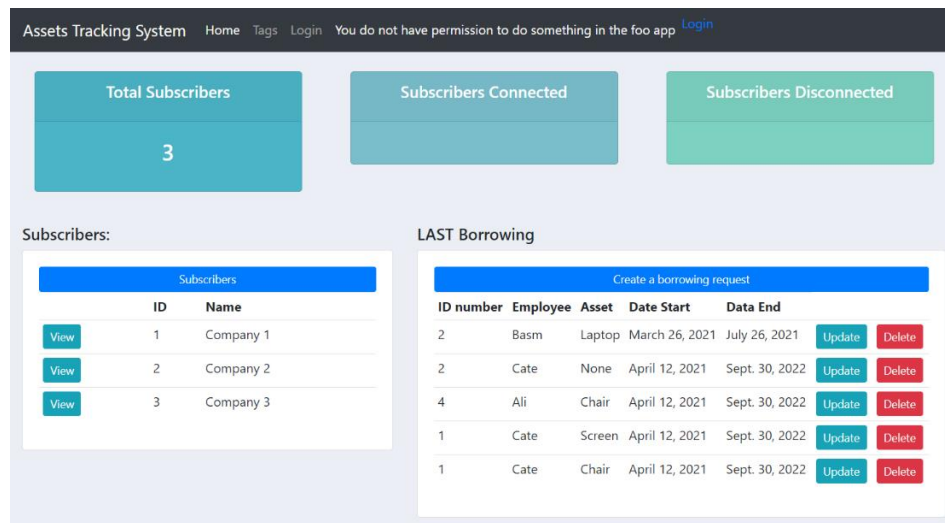 Assets Tracking System Home Tags Login You do not have permission to do something in the foo app Login
Total Subscribers
3
Subscribers Connected
Subscribers Disconnected
Subscribers:
Subscribers
ID Name
View 1 Company 1
View 2 Company 2
View 3 Company 3
LAST Borrowing
Create a borrowing request
ID number Employee Asset Date Start Data End
2 Basm Laptop March 26, 2021 July 26, 2021 Update Delete
2 Cate None April 12, 2021 Sept. 30, 2022 Update Delete
4 Ali Chair April 12, 2021 Sept. 30, 2022 Update Delete
1 Cate Screen April 12, 2021 Sept. 30, 2022 Update Delete
1 Cate Chair April 12, 2021 Sept. 30, 2022 Update Delete